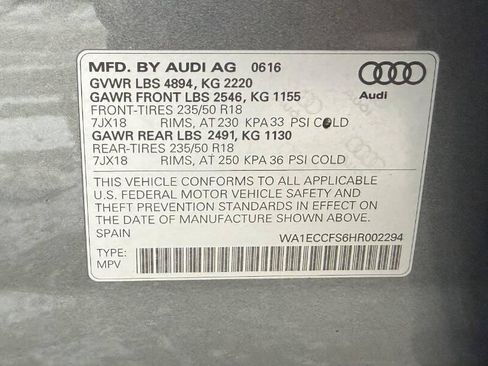 MFD. BY AUDI AG 0616
GVWR LBS 4894, KG 2220
GAWR FRONT LBS 2546, KG 1155
FRONT-TIRES 235/50 R18
7JX18 RIMS, AT 230 KPA 33 PSI COLD
GAWR REAR LBS 2491, KG 1130
REAR-TIRES 235/50 R18
7JX18 RIMS, AT 250 KPA 36 PSI COLD
Audi
THIS VEHICLE CONFORMS TO ALL APPLICABLE
U.S. FEDERAL MOTOR VEHICLE SAFETY AND
THEFT PREVENTION STANDARDS IN EFFECT ON
THE DATE OF MANUFACTURE SHOWN ABOVE.
SPAIN WA1ECCFS6HR002294
TYPE:
MPV